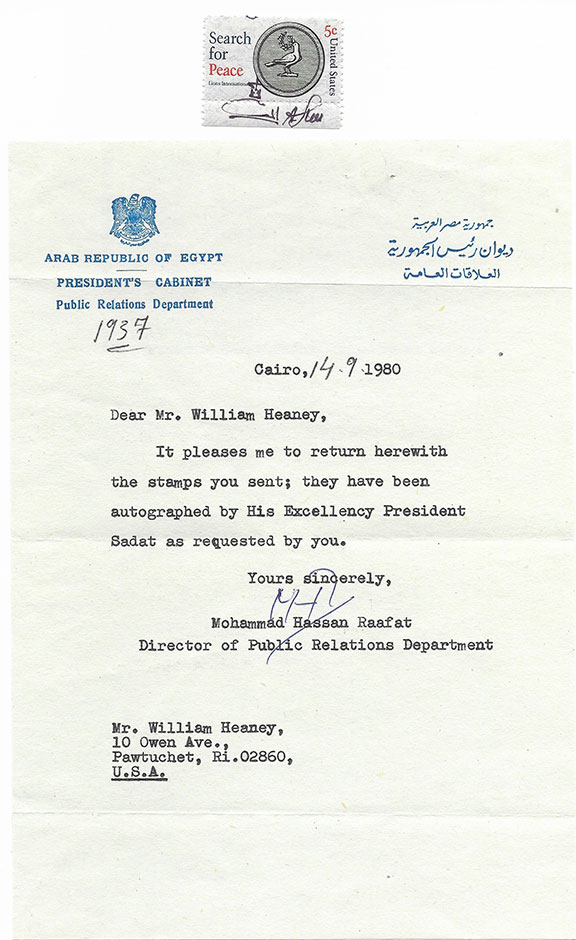 Search
for
Peace
Lions International
5c
United States
ARAB REPUBLIC OF EGYPT
PRESIDENT'S CABINET
Public Relations Department
1937
جمهورية مصر العربية
ديوان رئيس الجمهورية
العلاقات العامة
Cairo, 14.9.1980
Dear Mr. William Heaney,
It pleases me to return herewith
the stamps you sent; they have been
autographed by His Excellency President
Sadat as requested by you.
Yours sincerely,
Mohammad Hassan Raafat
Director of Public Relations Department
Mr. William Heaney,
10 Owen Ave.,
Pawtuchet, Ri.02860,
U.S.A.